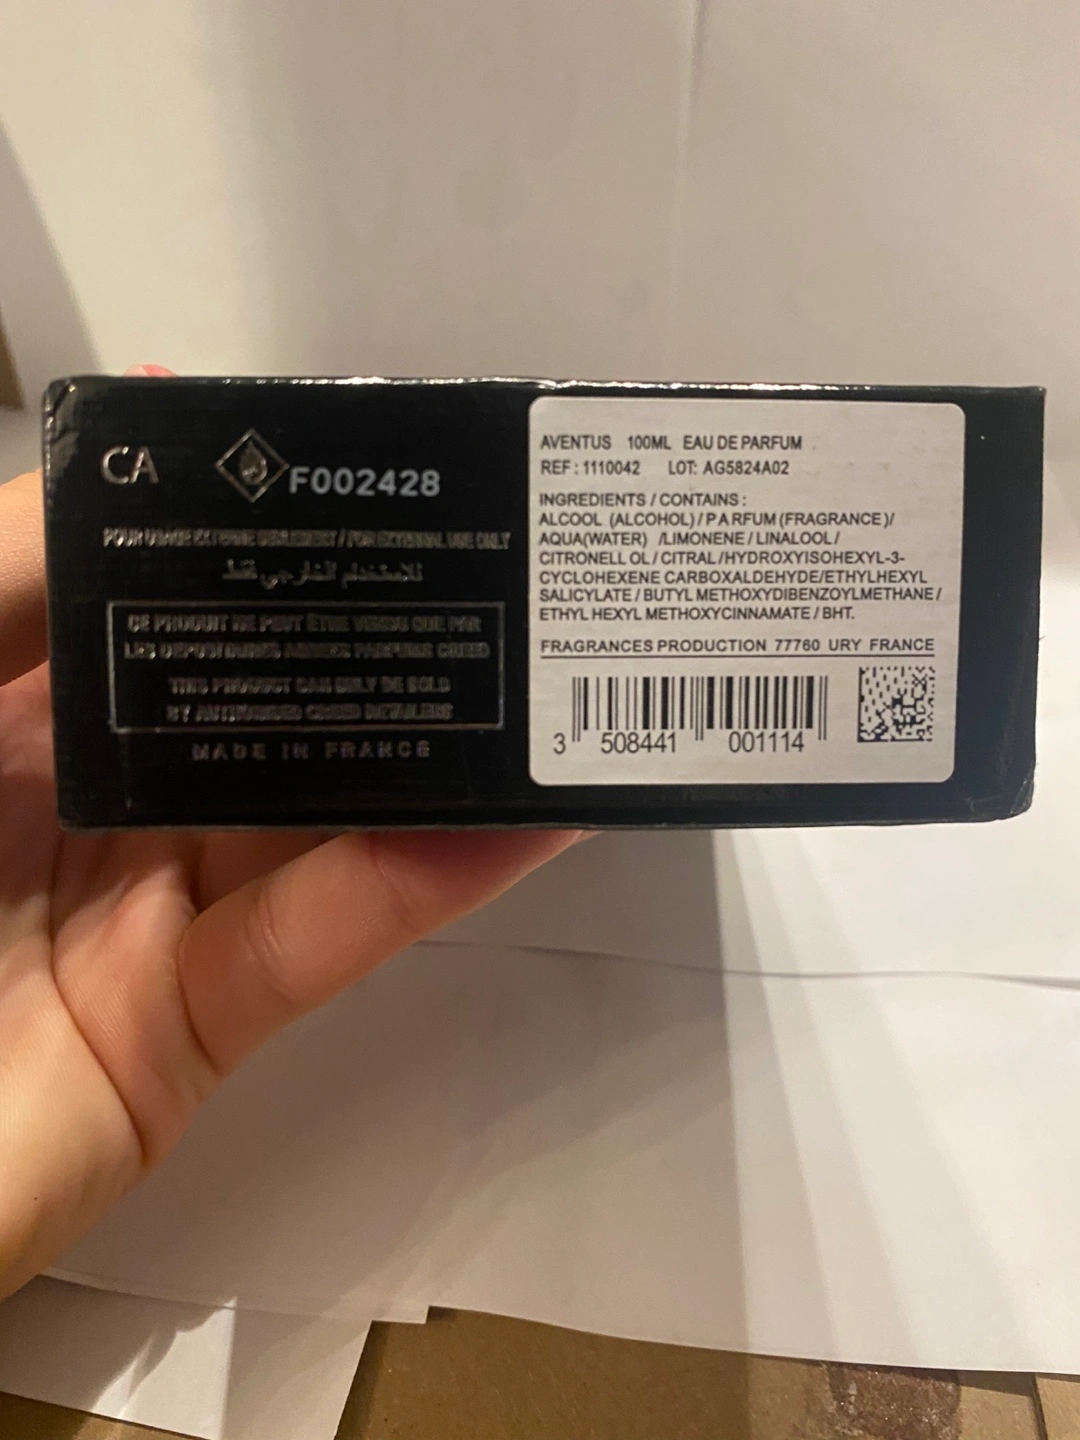 CA
F002428
POUR USAGE EXTERNE SEULEMENT / FOR EXTERNAL USE ONLY
للاستخدام الخارجي فقط
CE PRODUIT NE PEUT ÊTRE VENDU QUE PAR
LES DEPOSITAIRES AGREES PARFUMS CREED
THIS PRODUCT CAN ONLY BE SOLD
BY AUTHORISED CREED RETAILERS
MADE IN FRANCE
AVENTUS 100ML EAU DE PARFUM
REF : 1110042 LOT: AG5824A02
INGREDIENTS / CONTAINS :
ALCOOL (ALCOHOL) / PARFUM (FRAGRANCE)/
AQUA(WATER) /LIMONENE / LINALOOL /
CITRONELL OL / CITRAL /HYDROXYISOHEXYL-3-
CYCLOHEXENE CARBOXALDEHYDE/ETHYLHEXYL
SALICYLATE / BUTYL METHOXYDIBENZOYLMETHANE /
ETHYL HEXYL METHOXYCINNAMATE / BHT.
FRAGRANCES PRODUCTION 77760 URY FRANCE
3 508441 001114